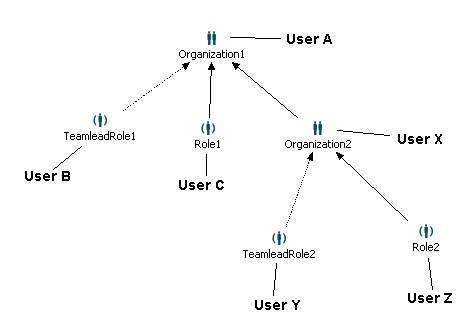 User A
Organization1
TeamleadRole1
Role1
Organization2
User X
User B
User C
TeamleadRole2
Role2
User Y
User Z